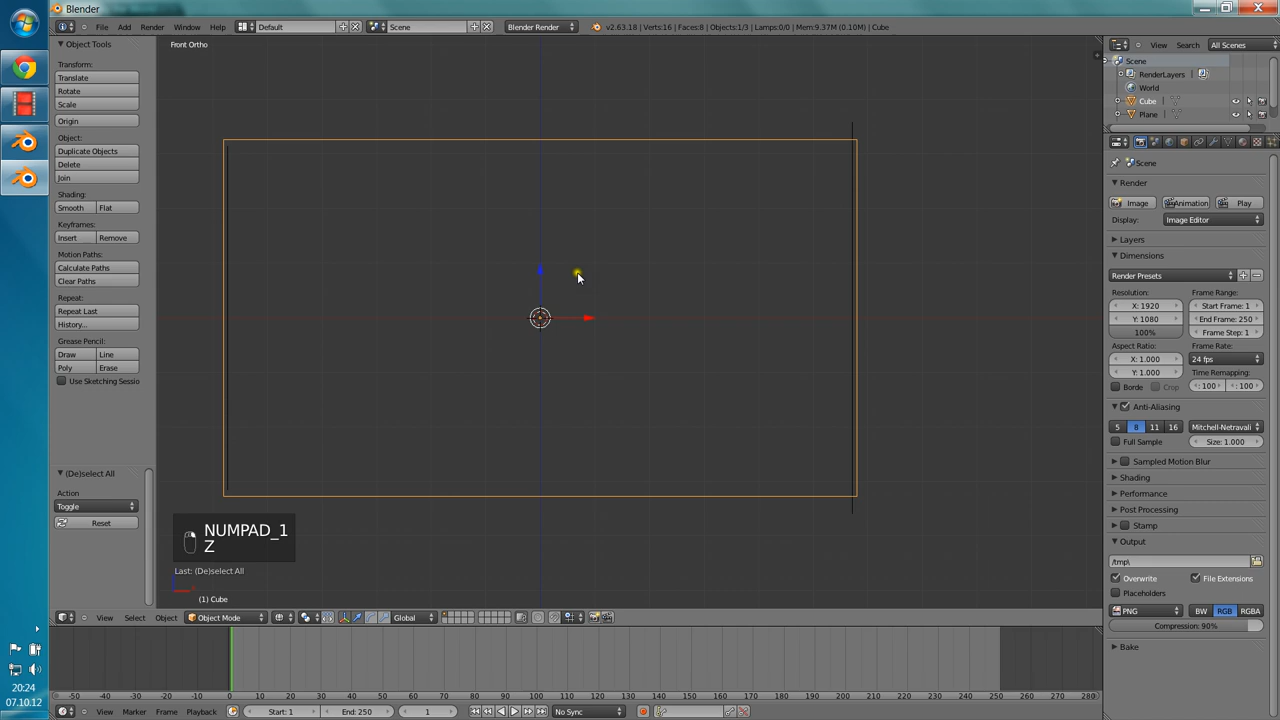 Blender
File Add Render Window Help
Default
Scene
Blender Render
v2.63.18 | Verts:16 | Faces:8 | Objects:1/3 | Lamps:0/0 | Mem:9.37M (0.10M) | Cube
Object Tools
Transform:
Translate
Rotate
Scale
Origin
Object:
Duplicate Objects
Delete
Join
Shading:
Smooth Flat
Keyframes:
Insert Remove
Motion Paths:
Calculate Paths
Clear Paths
Repeat:
Repeat Last
History...
Grease Pencil:
Draw Line
Poly Erase
Use Sketching Sessio
(De)select All
Action
Toggle
Reset
Front Ortho
NUMPAD_1
Z
Last: (De)select All
(1) Cube
View Select Object
Object Mode
Global
View Search All Scenes
Scene
RenderLayers
World
Cube
Plane
Scene
Render
Image Animation Play
Display: Image Editor
Layers
Dimensions
Render Presets
Resolution: Frame Range:
X: 1920 Start Frame: 1
Y: 1080 End Frame: 250
100% Frame Step: 1
Aspect Ratio: Frame Rate:
X: 1.000 24 fps
Y: 1.000 Time Remapping:
Borde Crop : 100 : 100
Anti-Aliasing
5 8 11 16 Mitchell-Netravali
Full Sample Size: 1.000
Sampled Motion Blur
Shading
Performance
Post Processing
Stamp
Output
/tmp\
Overwrite File Extensions
Placeholders
PNG BW RGB RGBA
Compression: 90%
Bake
-50 -40 -30 -20 -10 0 10 20 30 40 50 60 70 80 90 100 110 120 130 140 150 160 170 180 190 200 210 220 230 240 250 260 270 280
View Marker Frame Playback
Start: 1
End: 250
1
No Sync
20:24
07.10.12